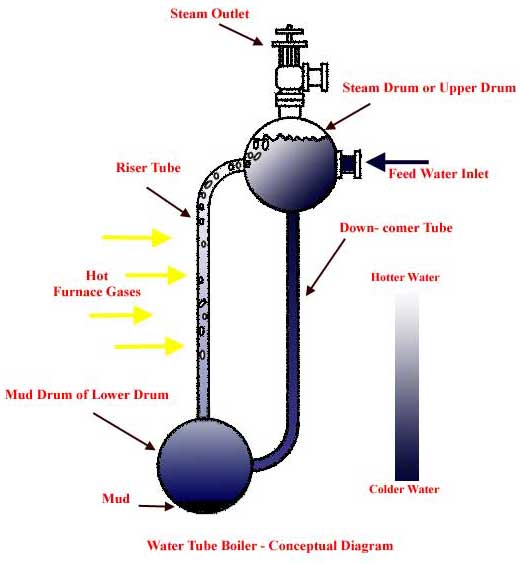 Steam Outlet
Steam Drum or Upper Drum
Riser Tube
Feed Water Inlet
Down- comer Tube
Hot
Furnace Gases
Hotter Water
Mud Drum of Lower Drum
Colder Water
Mud
Water Tube Boiler - Conceptual Diagram